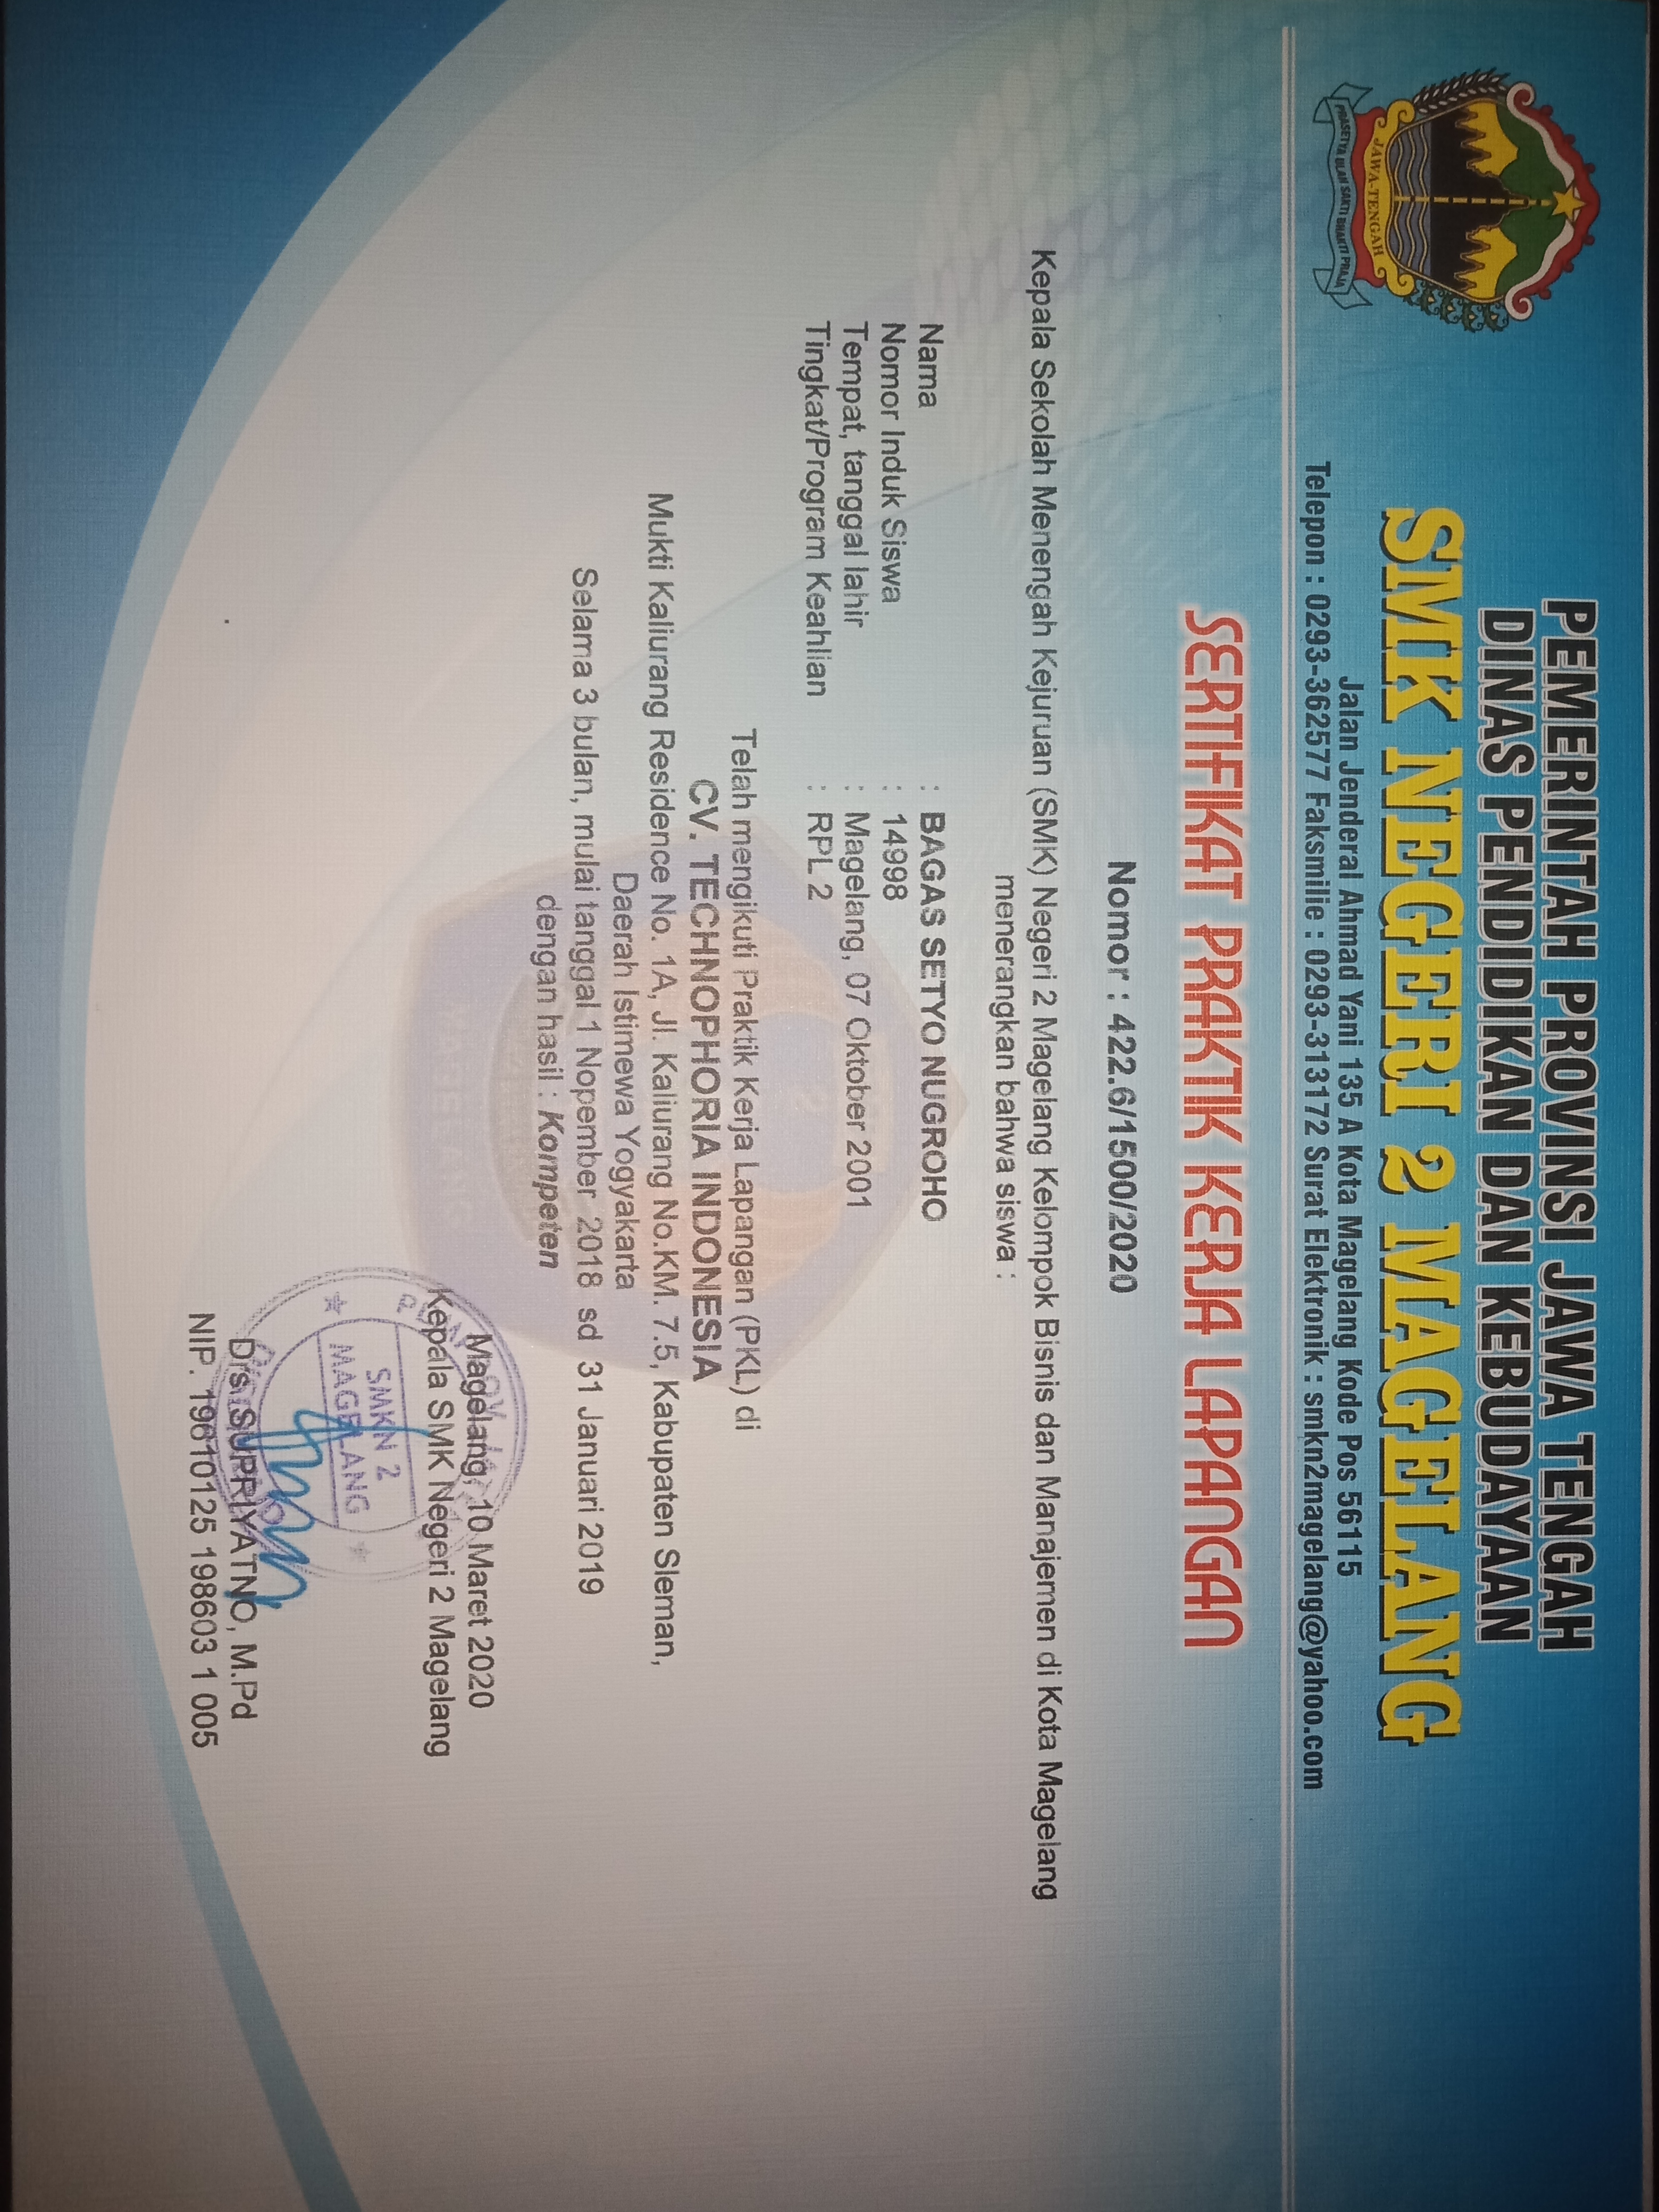 PEMERINTAH PROVINSI JAWA TENGAH
DINAS PENDIDIKAN DAN KEBUDAYAAN
SMK NEGERI 2 MAGELANG
Jalan Jenderal Ahmad Yani 135 A Kota Magelang Kode Pos 56115
Telepon : 0293-362577 Faksmilie : 0293-313172 Surat Elektronik : smkn2magelang@yahoo.com
JAWA-TENGAH
PRASETYA ULAH SAKTI BHAKTI PRAJA
SERTIFIKAT PRAKTIK KERJA LAPANGAN
Nomor : 422.6/1500/2020
Kepala Sekolah Menengah Kejuruan (SMK) Negeri 2 Magelang Kelompok Bisnis dan Manajemen di Kota Magelang
menerangkan bahwa siswa :
Nama : BAGAS SETYO NUGROHO
Nomor Induk Siswa : 14998
Tempat, tanggal lahir : Magelang, 07 Oktober 2001
Tingkat/Program Keahlian : RPL 2
Telah mengikuti Praktik Kerja Lapangan (PKL) di
CV. TECHNOPHORIA INDONESIA
Mukti Kaliurang Residence No. 1A, Jl. Kaliurang No.KM. 7.5, Kabupaten Sleman,
Daerah Istimewa Yogyakarta
Selama 3 bulan, mulai tanggal 1 Nopember 2018 sd 31 Januari 2019
dengan hasil : Kompeten
MAGELANG
Magelang, 10 Maret 2020
Kepala SMK Negeri 2 Magelang
SMKN 2
MAGELANG
Drs. SUPRIYATNO, M.Pd
NIP. 19610125 198603 1 005